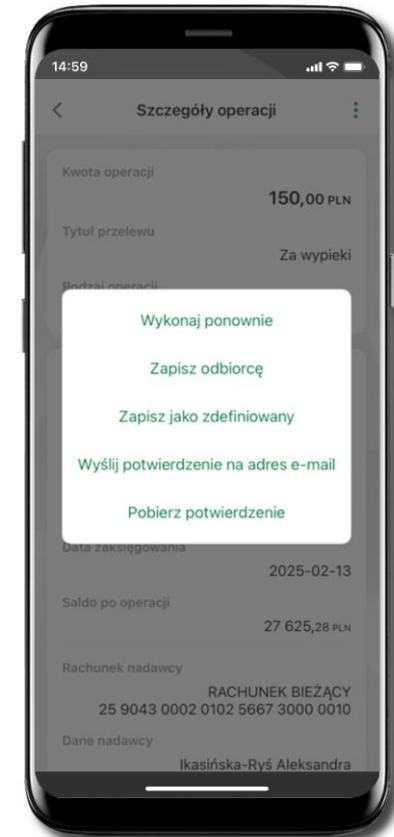 14:59
Szczegóły operacji
Kwota operacji
150,00 PLN
Tytuł przelewu
Za wypieki
Rodzaj operacji
Wykonaj ponownie
Zapisz odbiorcę
Zapisz jako zdefiniowany
Wyślij potwierdzenie na adres e-mail
Pobierz potwierdzenie
Data zaksięgowania
2025-02-13
Saldo po operacji
27 625,28 PLN
Rachunek nadawcy
RACHUNEK BIEŻĄCY
25 9043 0002 0102 5667 3000 0010
Dane nadawcy
Ikasińska-Ryś Aleksandra